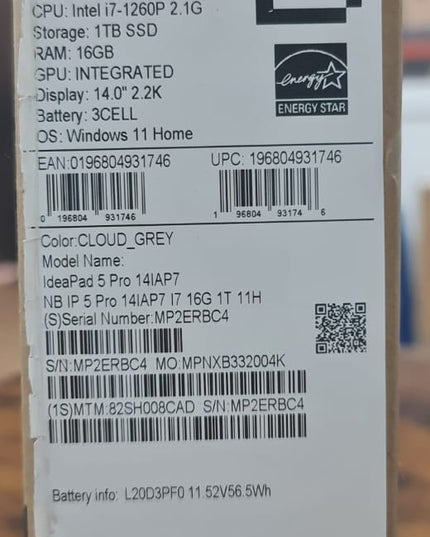 CPU: Intel i7-1260P 2.1G
Storage: 1TB SSD
RAM: 16GB
GPU: INTEGRATED
Display: 14.0" 2.2K
Battery: 3CELL
OS: Windows 11 Home
energy
ENERGY STAR
EAN:0196804931746
UPC: 196804931746
0 196804 931746
1 96804 93174 6
Color:CLOUD_GREY
Model Name:
IdeaPad 5 Pro 14IAP7
NB IP 5 Pro 14IAP7 I7 16G 1T 11H
(S)Serial Number:MP2ERBC4
S/N:MP2ERBC4 MO:MPNXB332004K
(1S)MTM:82SH008CAD S/N:MP2ERBC4
Battery info: L20D3PF0 11.52V56.5Wh